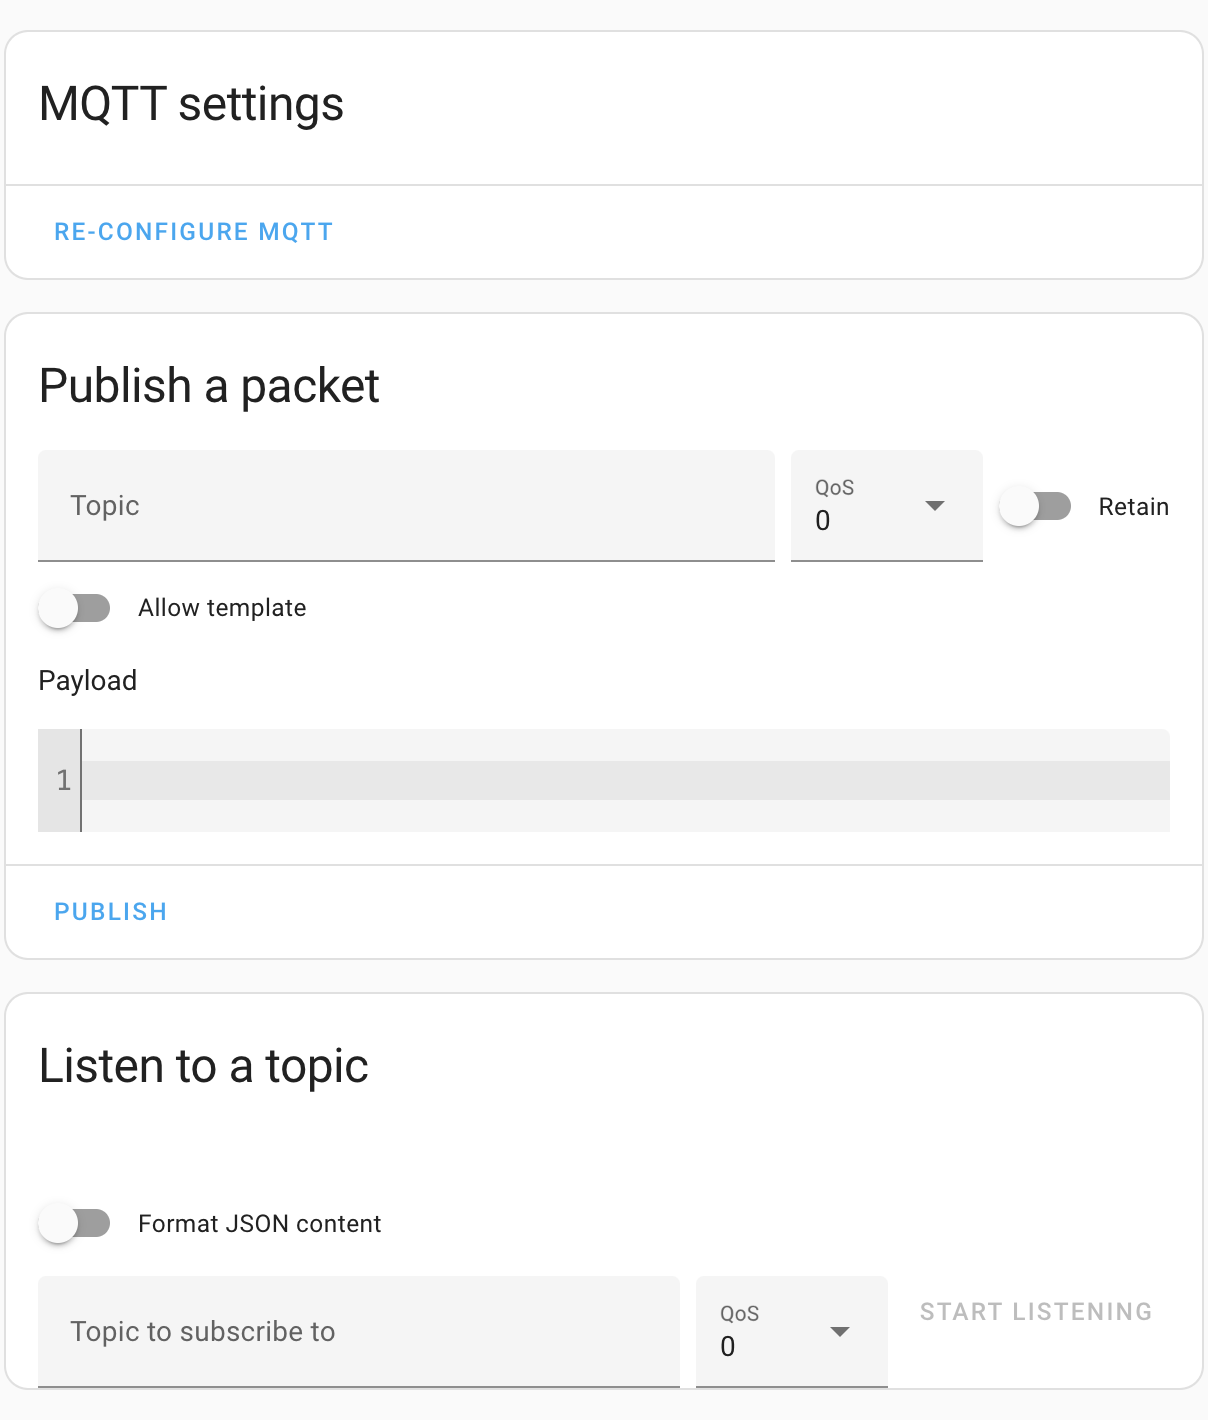 MQTT settings
RE-CONFIGURE MQTT
Publish a packet
Topic
QoS
0
Retain
Allow template
Payload
1
PUBLISH
Listen to a topic
Format JSON content
Topic to subscribe to
QoS
0
START LISTENING